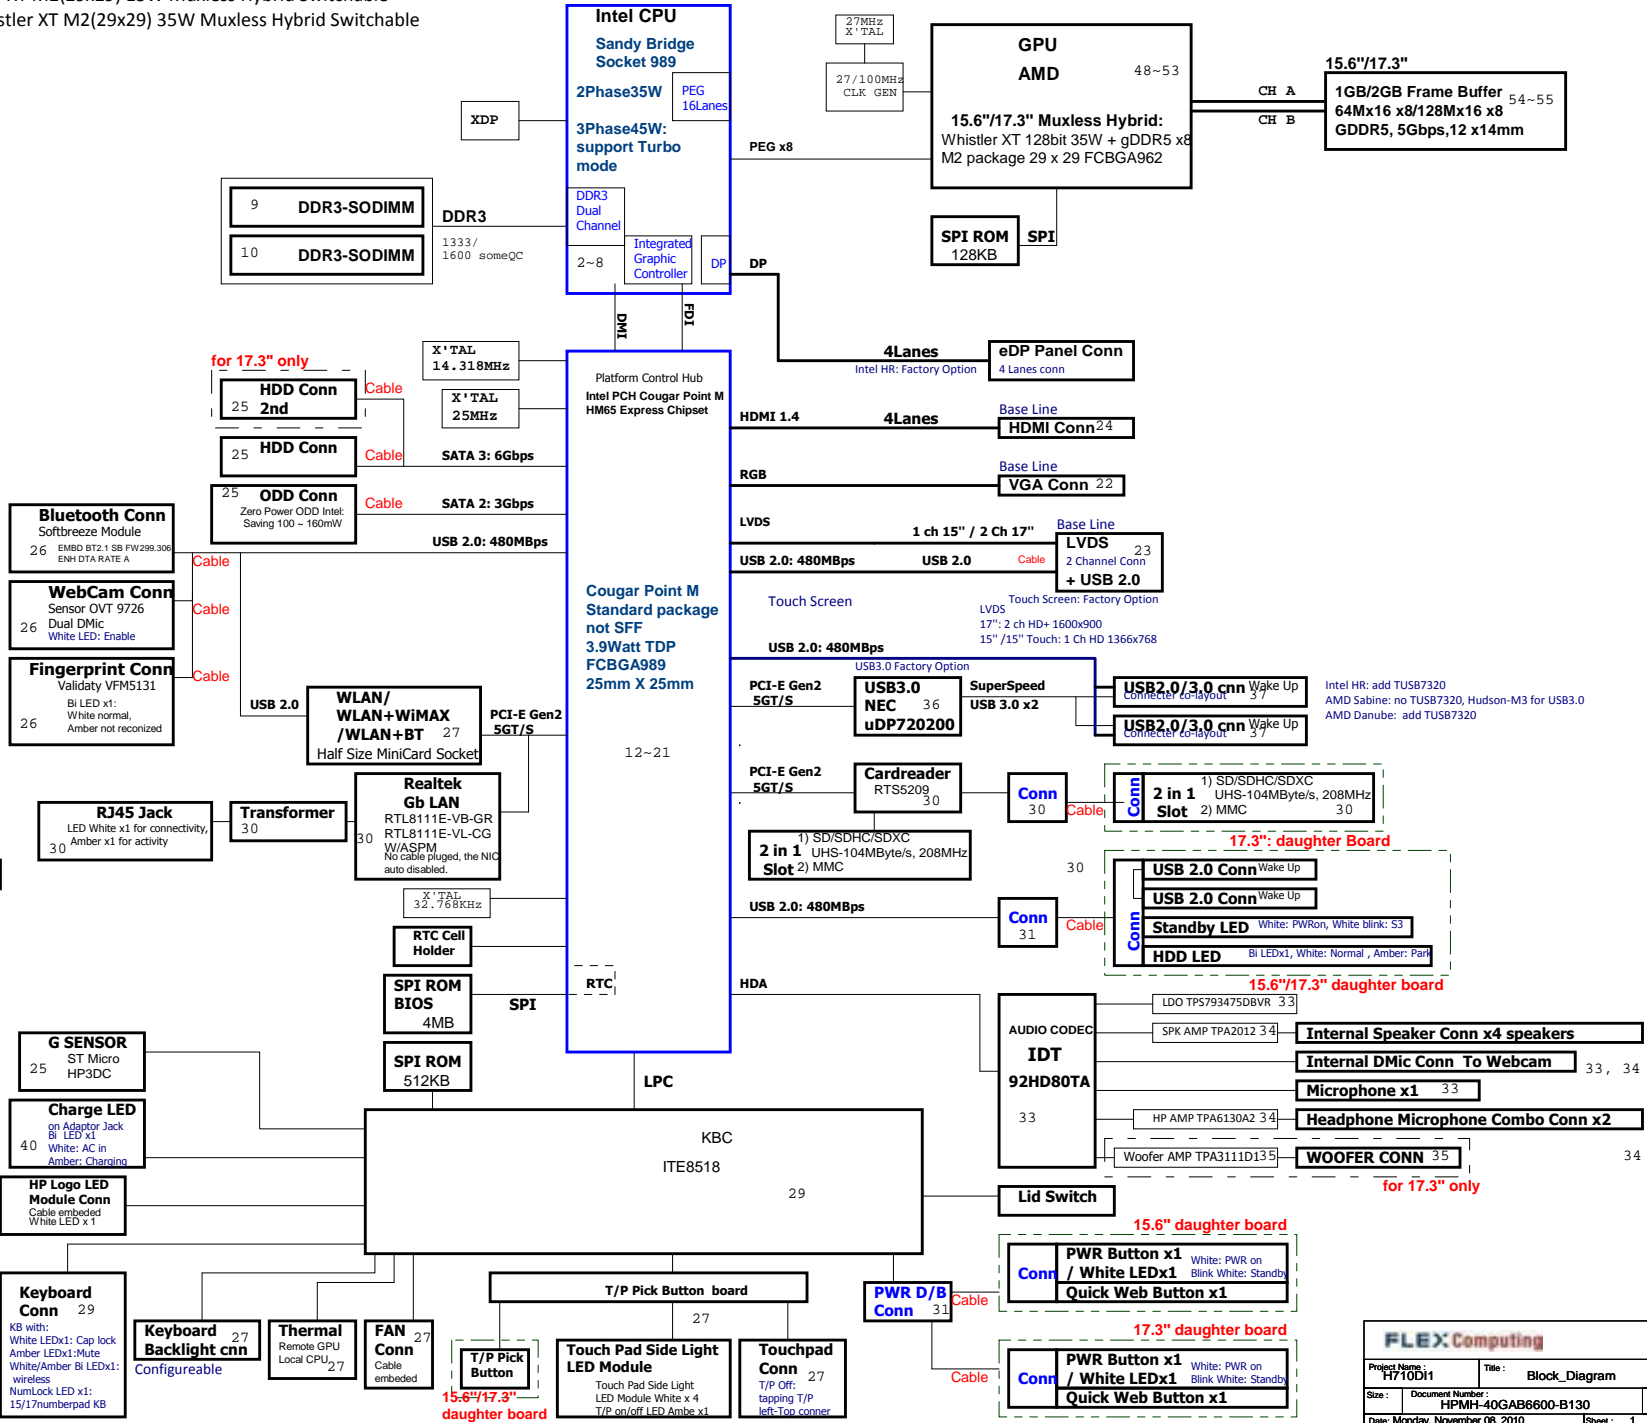 stler XT M2(29x29) 35W Muxless Hybrid Switchable
Intel CPU
Sandy Bridge
Socket 989
2Phase35W
PEG
16Lanes
3Phase45W:
support Turbo
mode
DDR3
Dual
Channel
Integrated
Graphic
Controller
DP
2~8
XDP
9 DDR3-SODIMM
10 DDR3-SODIMM
DDR3
1333/
1600 someQC
27MHz
X'TAL
27/100MHz
CLK GEN
GPU
AMD
48~53
15.6"/17.3" Muxless Hybrid:
Whistler XT 128bit 35W + gDDR5 x8
M2 package 29 x 29 FCBGA962
PEG x8
CH A
CH B
15.6"/17.3"
1GB/2GB Frame Buffer
54~55
64Mx16 x8/128Mx16 x8
GDDR5, 5Gbps,12 x14mm
SPI ROM
128KB
SPI
DP
DMI
FDI
4Lanes
Intel HR: Factory Option
eDP Panel Conn
4 Lanes conn
X'TAL
14.318MHz
X'TAL
25MHz
Platform Control Hub
Intel PCH Cougar Point M
HM65 Express Chipset
for 17.3" only
HDD Conn
25 2nd
Cable
25 HDD Conn
Cable
SATA 3: 6Gbps
25 ODD Conn
Zero Power ODD Intel:
Saving 100 ~ 160mW
Cable
SATA 2: 3Gbps
HDMI 1.4
4Lanes
Base Line
HDMI Conn 24
RGB
Base Line
VGA Conn 22
LVDS
1 ch 15" / 2 Ch 17"
Base Line
LVDS
23
2 Channel Conn
+ USB 2.0
USB 2.0: 480MBps
USB 2.0
Cable
Touch Screen
Touch Screen: Factory Option
LVDS
17": 2 ch HD+ 1600x900
15" /15" Touch: 1 Ch HD 1366x768
Bluetooth Conn
Softbreeze Module
26 EMBD BT2.1 SB FW299.306
ENH DTA RATE A
USB 2.0: 480MBps
Cable
WebCam Conn
Sensor OVT 9726
Dual DMic
26 White LED: Enable
Cable
Fingerprint Conn
Validaty VFM5131
Bi LED x1:
White normal,
26 Amber not reconized
Cable
Cougar Point M
Standard package
not SFF
3.9Watt TDP
FCBGA989
25mm X 25mm
12~21
USB 2.0
WLAN/
WLAN+WiMAX
/WLAN+BT 27
Half Size MiniCard Socket
PCI-E Gen2
5GT/S
USB 2.0: 480MBps
USB3.0 Factory Option
PCI-E Gen2
5GT/S
USB3.0
NEC 36
uDP720200
SuperSpeed
USB 3.0 x2
USB2.0/3.0 cnn Wake Up
Connecter co-layout 37
USB2.0/3.0 cnn Wake Up
Connecter co-layout 37
Intel HR: add TUSB7320
AMD Sabine: no TUSB7320, Hudson-M3 for USB3.0
AMD Danube: add TUSB7320
RJ45 Jack
LED White x1 for connectivity,
30 Amber x1 for activity
Transformer
30
Realtek
Gb LAN
RTL8111E-VB-GR
RTL8111E-VL-CG
30 W/ASPM
No cable pluged, the NIC
auto disabled.
PCI-E Gen2
5GT/S
Cardreader
RTS5209
30
Conn
30
Cable
Conn
2 in 1
Slot
1) SD/SDHC/SDXC
UHS-104MByte/s, 208MHz
2) MMC 30
17.3": daughter Board
2 in 1
Slot
1) SD/SDHC/SDXC
UHS-104MByte/s, 208MHz
2) MMC
30
USB 2.0: 480MBps
Conn
31
Cable
Conn
USB 2.0 Conn Wake Up
USB 2.0 Conn Wake Up
Standby LED White: PWRon, White blink: S3
HDD LED Bi LEDx1, White: Normal , Amber: Park
15.6"/17.3" daughter board
X'TAL
32.768KHz
RTC Cell
Holder
RTC
SPI ROM
BIOS
4MB
SPI
SPI ROM
512KB
LPC
HDA
AUDIO CODEC
IDT
92HD80TA
33
LDO TPS793475DBVR 33
SPK AMP TPA2012 34
Internal Speaker Conn x4 speakers
Internal DMic Conn To Webcam
33, 34
Microphone x1 33
HP AMP TPA6130A2 34
Headphone Microphone Combo Conn x2
Woofer AMP TPA3111D1 35
WOOFER CONN 35
34
for 17.3" only
G SENSOR
ST Micro
25 HP3DC
Charge LED
on Adaptor Jack
Bi LED x1
40 White: AC in
Amber: Charging
HP Logo LED
Module Conn
Cable embeded
White LED x 1
KBC
ITE8518
29
Lid Switch
Keyboard
Conn 29
KB with:
White LEDx1: Cap lock
Amber LEDx1:Mute
White/Amber Bi LEDx1:
wireless
NumLock LED x1:
15/17numberpad KB
Keyboard 27
Backlight cnn
Configureable
Thermal
Remote GPU
Local CPU 27
FAN 27
Conn
Cable
embeded
T/P Pick Button board
27
T/P Pick
Button
15.6"/17.3"
daughter board
Touch Pad Side Light
LED Module
Touch Pad Side Light
LED Module White x 4
T/P on/off LED Ambe x1
Touchpad
Conn 27
T/P Off:
tapping T/P
left-Top conner
PWR D/B
Conn 31
Cable
15.6" daughter board
Conn
PWR Button x1
/ White LEDx1
White: PWR on
Blink White: Standby
Quick Web Button x1
17.3" daughter board
Cable
Conn
PWR Button x1
/ White LEDx1
White: PWR on
Blink White: Standby
Quick Web Button x1
FLEXComputing
Project Name :
H710DI1
Title :
Block_Diagram
Size :
Document Number :
HPMH-40GAB6600-B130
Date: Monday, November 08, 2010
Sheet : 1